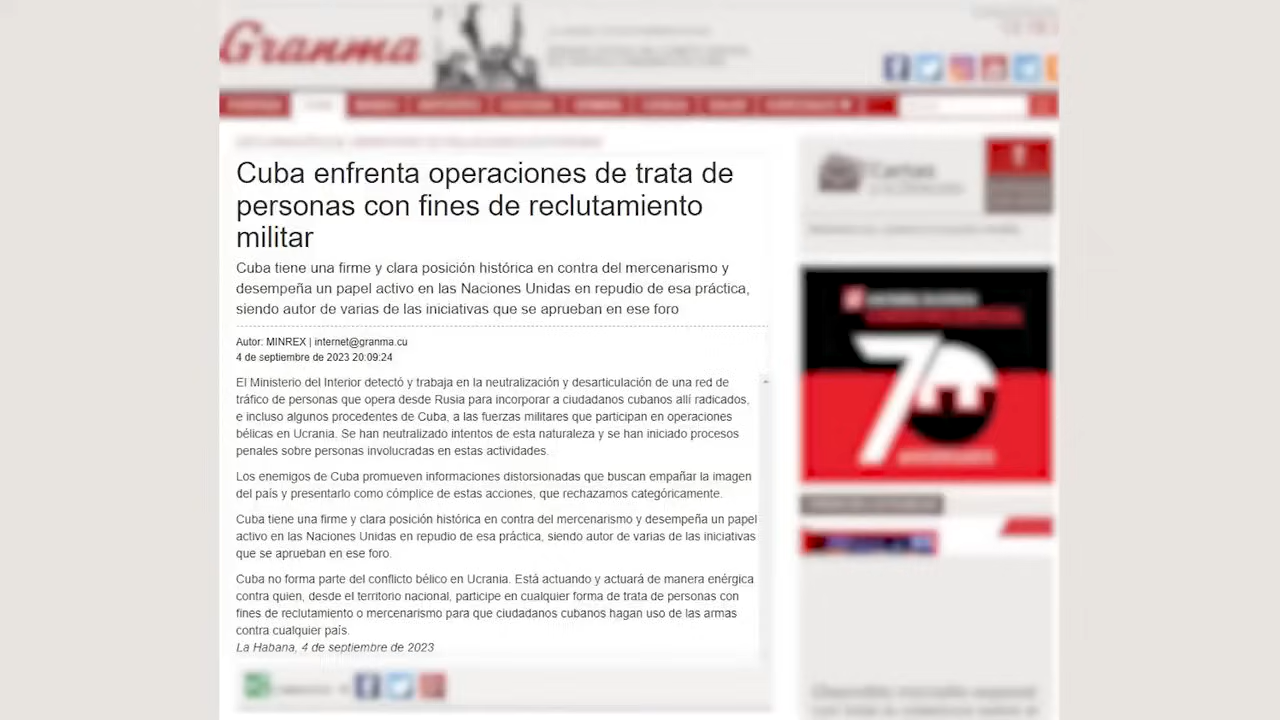 Granma
Cuba enfrenta operaciones de trata de
personas con fines de reclutamiento
militar
Cuba tiene una firme y clara posición histórica en contra del mercenarismo y
desempeña un papel activo en las Naciones Unidas en repudio de esa práctica,
siendo autor de varias de las iniciativas que se aprueban en ese foro
Autor: MINREX | internet@granma.cu
4 de septiembre de 2023 20:09:24
El Ministerio del Interior detectó y trabaja en la neutralización y desarticulación de una red de
tráfico de personas que opera desde Rusia para incorporar a ciudadanos cubanos allí radicados,
e incluso algunos procedentes de Cuba, a las fuerzas militares que participan en operaciones
bélicas en Ucrania. Se han neutralizado intentos de esta naturaleza y se han iniciado procesos
penales sobre personas involucradas en estas actividades.
Los enemigos de Cuba promueven informaciones distorsionadas que buscan empañar la imagen
del país y presentarlo como cómplice de estas acciones, que rechazamos categóricamente.
Cuba tiene una firme y clara posición histórica en contra del mercenarismo y desempeña un papel
activo en las Naciones Unidas en repudio de esa práctica, siendo autor de varias de las iniciativas
que se aprueban en ese foro.
Cuba no forma parte del conflicto bélico en Ucrania. Está actuando y actuará de manera enérgica
contra quien, desde el territorio nacional, participe en cualquier forma de trata de personas con
fines de reclutamiento o mercenarismo para que ciudadanos cubanos hagan uso de las armas
contra cualquier país.
La Habana, 4 de septiembre de 2023
Cartas
70